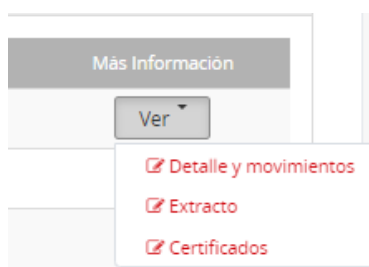 Más Información
Ver
Detalle y movimientos
Extracto
Certificados